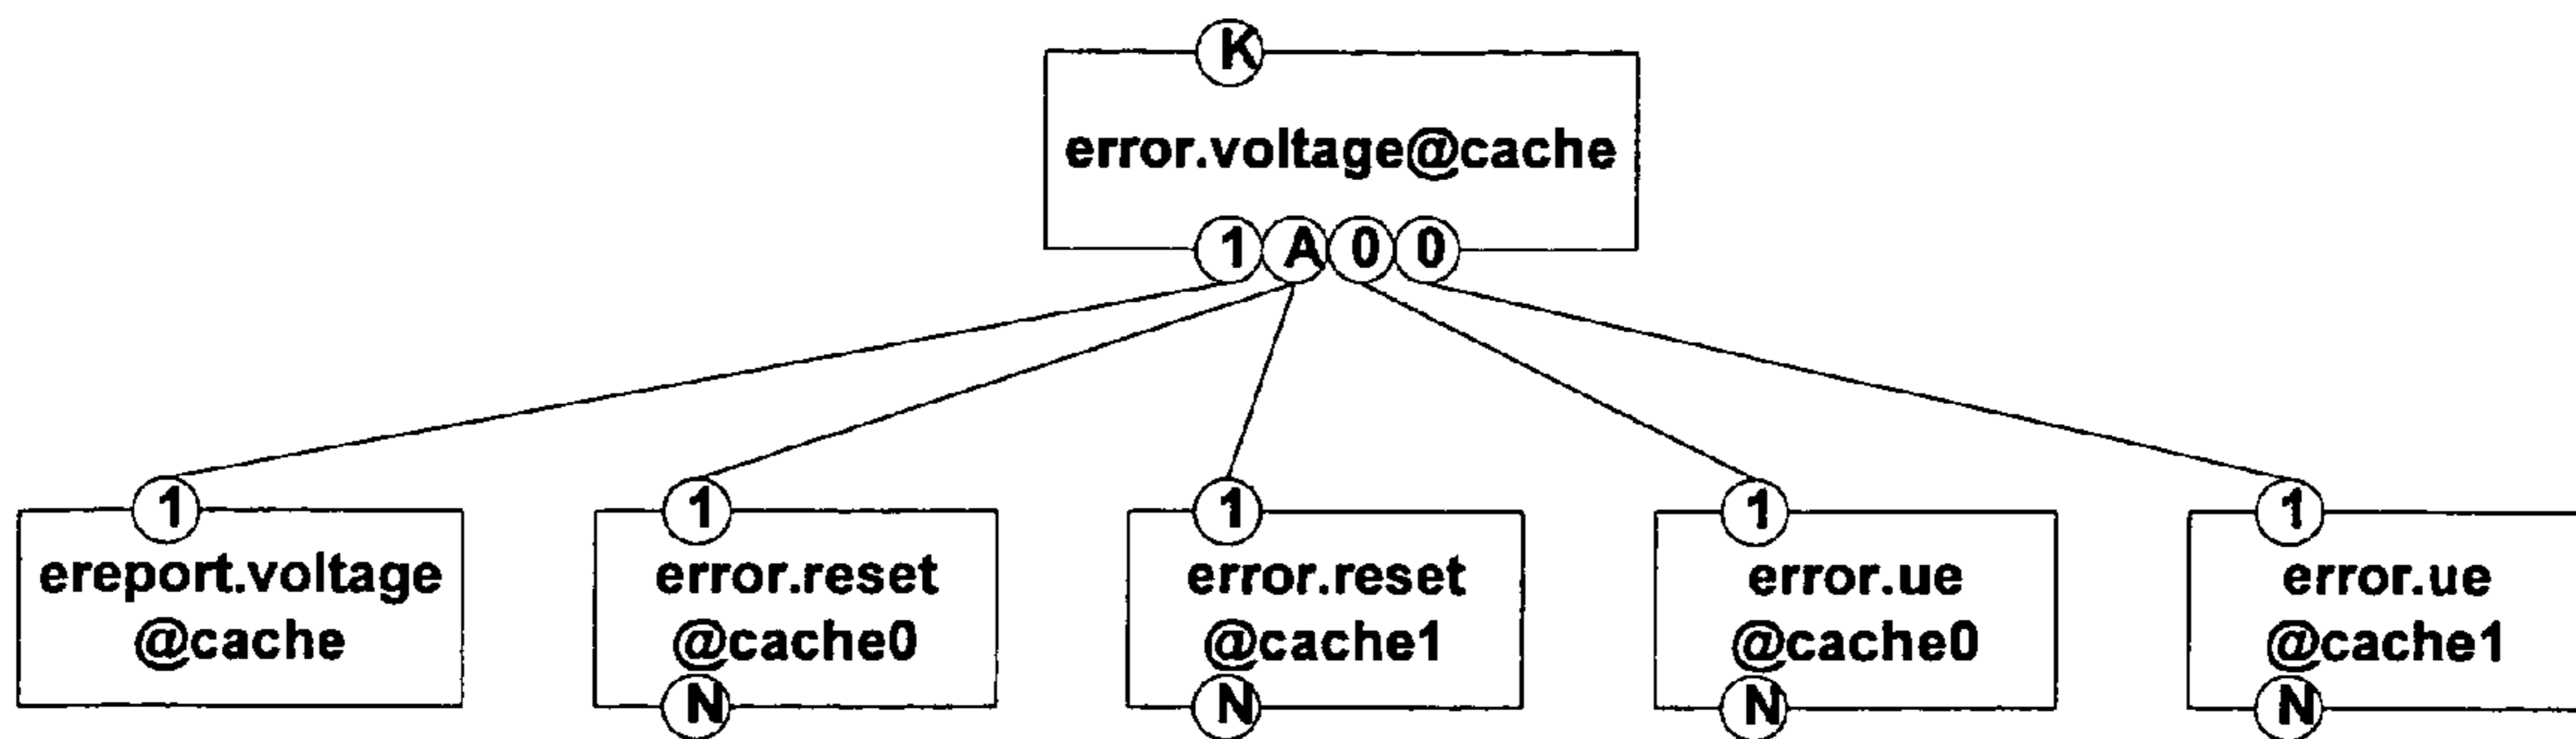 K
error.voltage@cache
1 A 0 0
1 1 1 1 1
ereport.voltage
@cache
error.reset
@cache0
error.reset
@cache1
error.ue
@cache0
error.ue
@cache1
N N N N